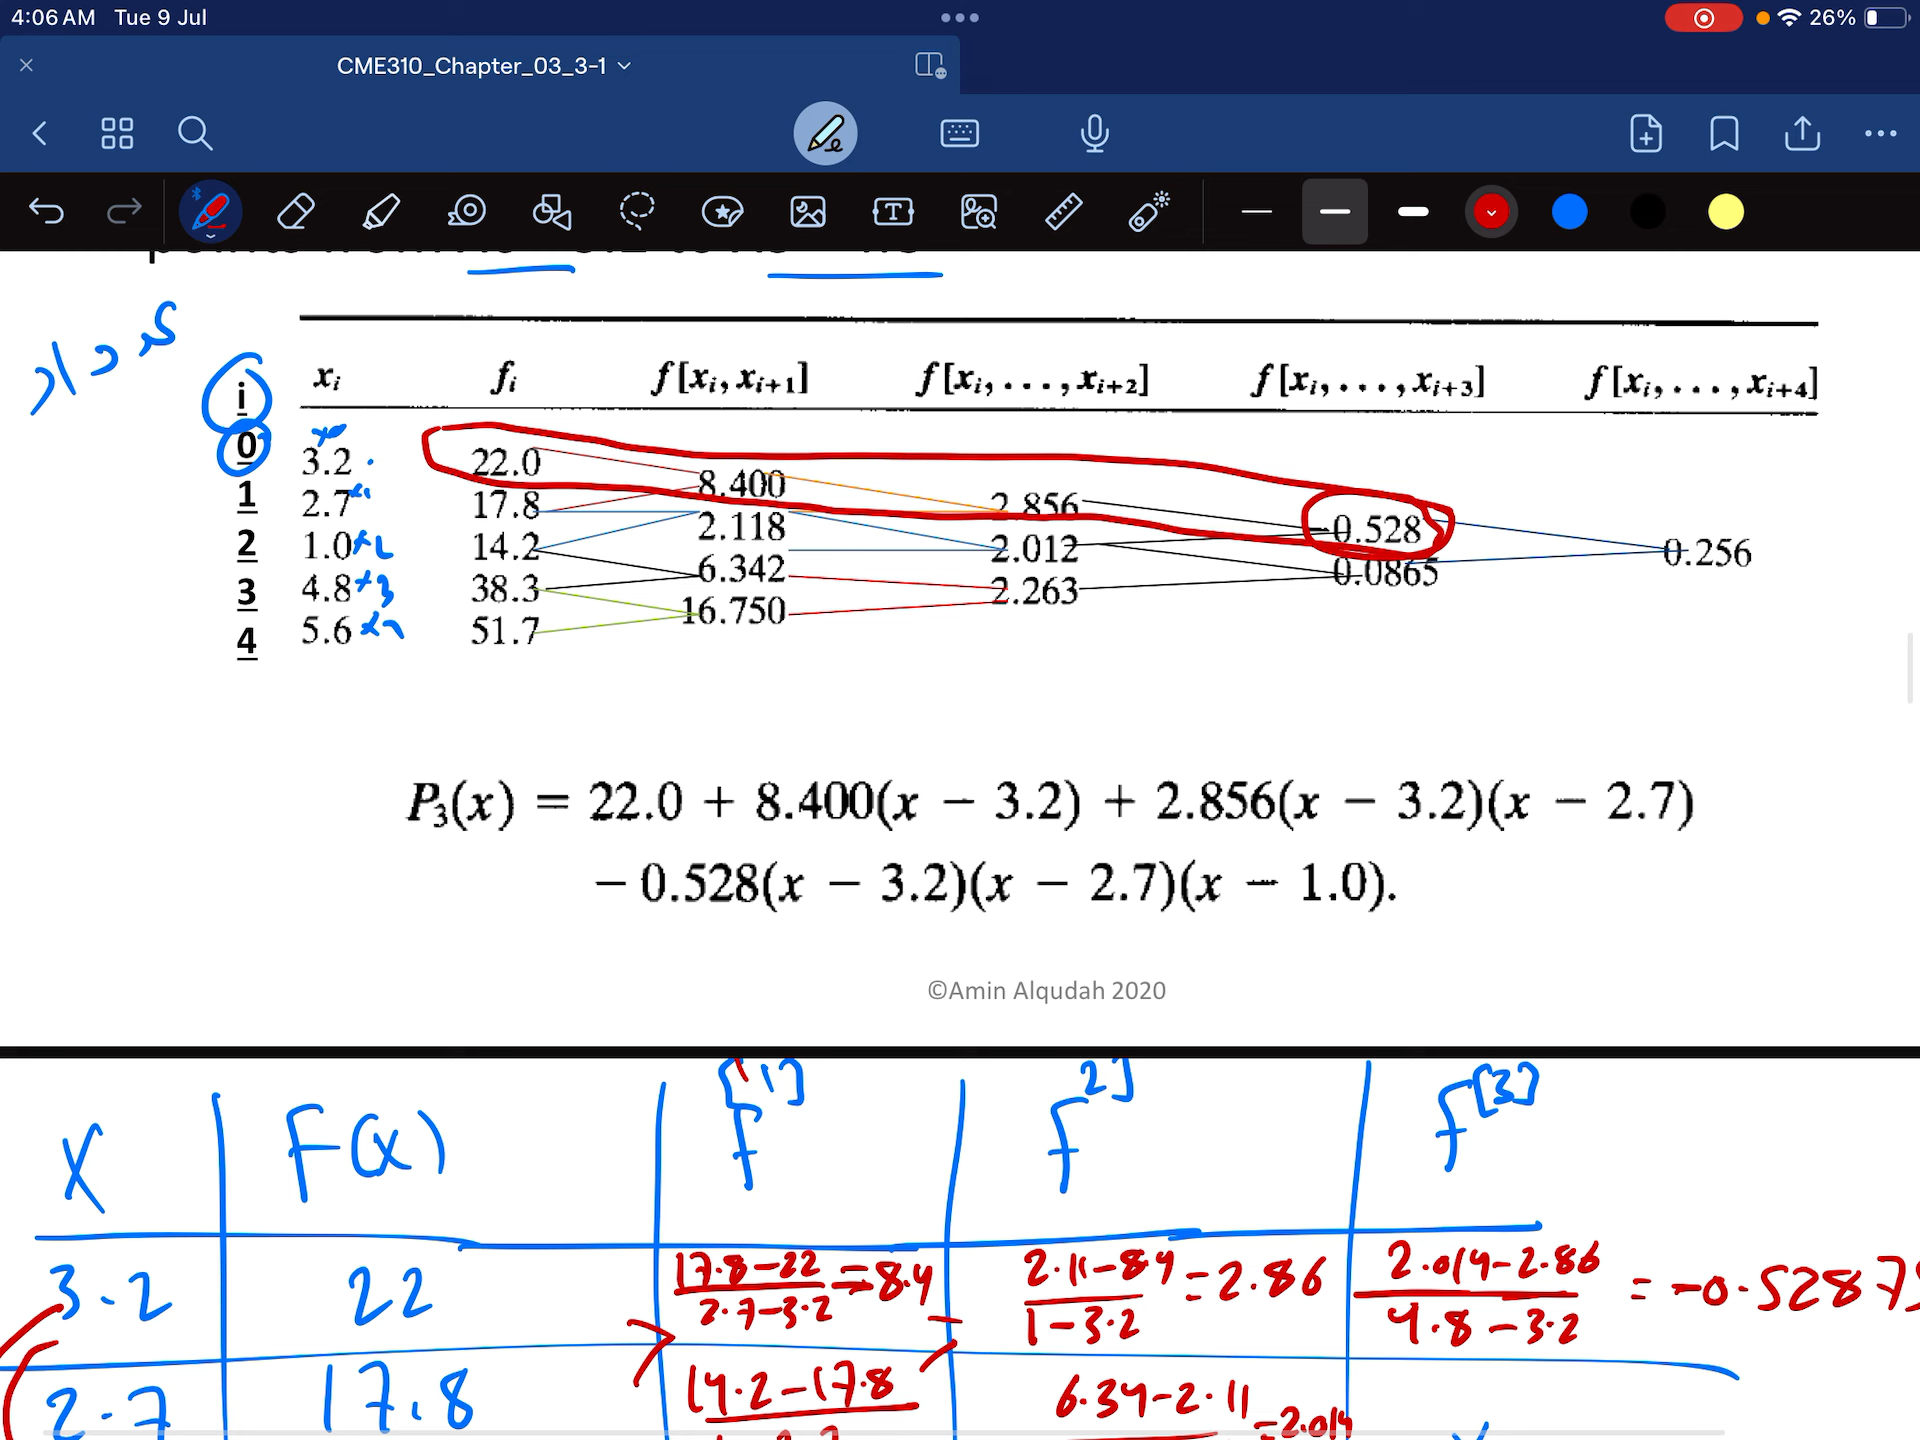 4:06 AM Tue 9 Jul
26%
CME310_Chapter_03_3-1
i
x_i f_i f[x_i, x_{i+1}] f[x_i, . . . , x_{i+2}] f[x_i, . . . , x_{i+3}] f[x_i, . . . , x_{i+4}]
0 3.2 22.0
8.400
1 2.7 x1 17.8 2.856
2.118 -0.528
2 1.0 x2 14.2 2.012 0.256
6.342 0.0865
3 4.8 x3 38.3 2.263
16.750
4 5.6 51.7
P_3(x) = 22.0 + 8.400(x − 3.2) + 2.856(x − 3.2)(x − 2.7)
− 0.528(x − 3.2)(x − 2.7)(x − 1.0).
©Amin Alqudah 2020
X F(x) f^[1] f^2] f^[3]
3.2 22 17.8-22 / 2.7-3.2 = 8.4 2.11-8.4 / 1-3.2 = 2.86 2.014-2.86 / 4.8-3.2 = -0.52875
2.7 17.8 14.2-17.8 6.34-2.11 =2.014